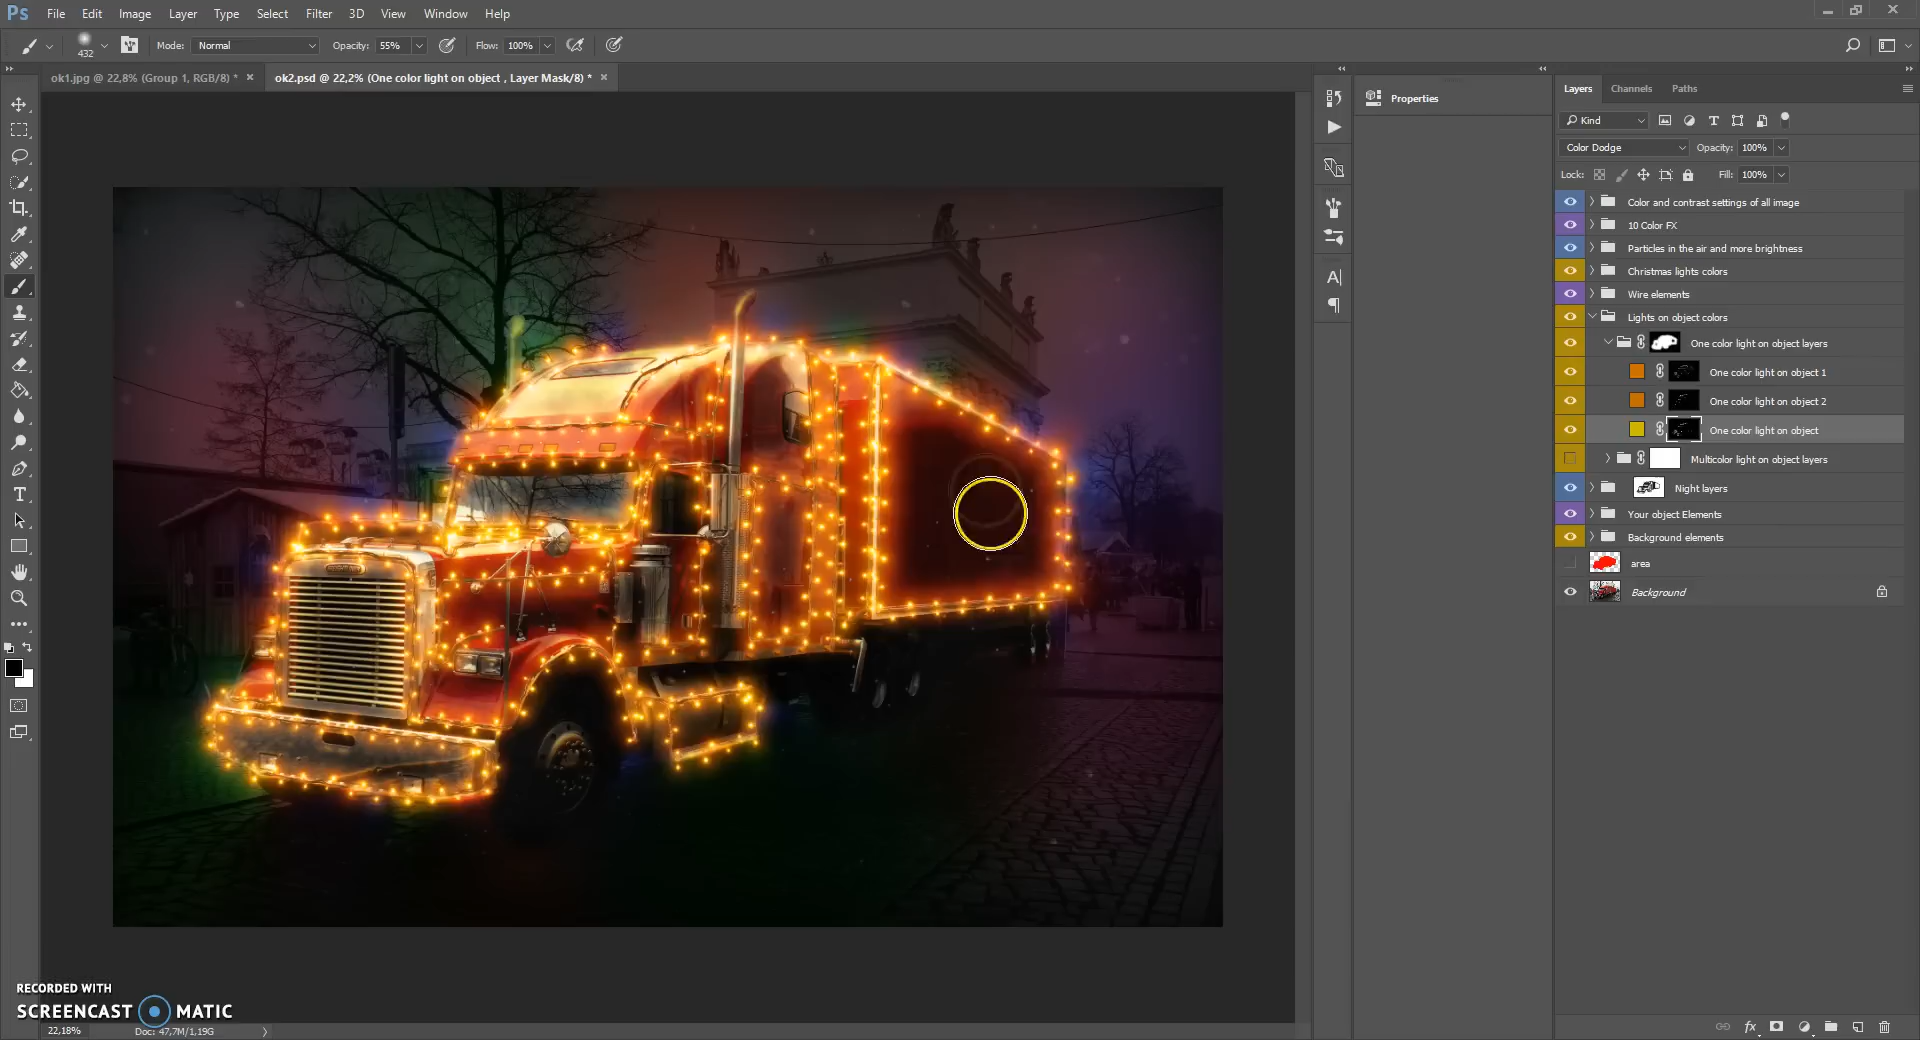 Ps File Edit Image Layer Type Select Filter 3D View Window Help
432 Mode: Normal Opacity: 55% Flow: 100%
ok1.jpg @ 22,8% (Group 1, RGB/8) * × ok2.psd @ 22,2% (One color light on object , Layer Mask/8) * ×
Properties
Layers Channels Paths
Kind
Color Dodge Opacity: 100%
Lock: Fill: 100%
Color and contrast settings of all image
10 Color FX
Particles in the air and more brightness
Christmas lights colors
Wire elements
Lights on object colors
One color light on object layers
One color light on object 1
One color light on object 2
One color light on object
Multicolor light on object layers
Night layers
Your object Elements
Background elements
area
Background
RECORDED WITH
SCREENCAST MATIC
22,18% Doc: 47,7M/1,19G